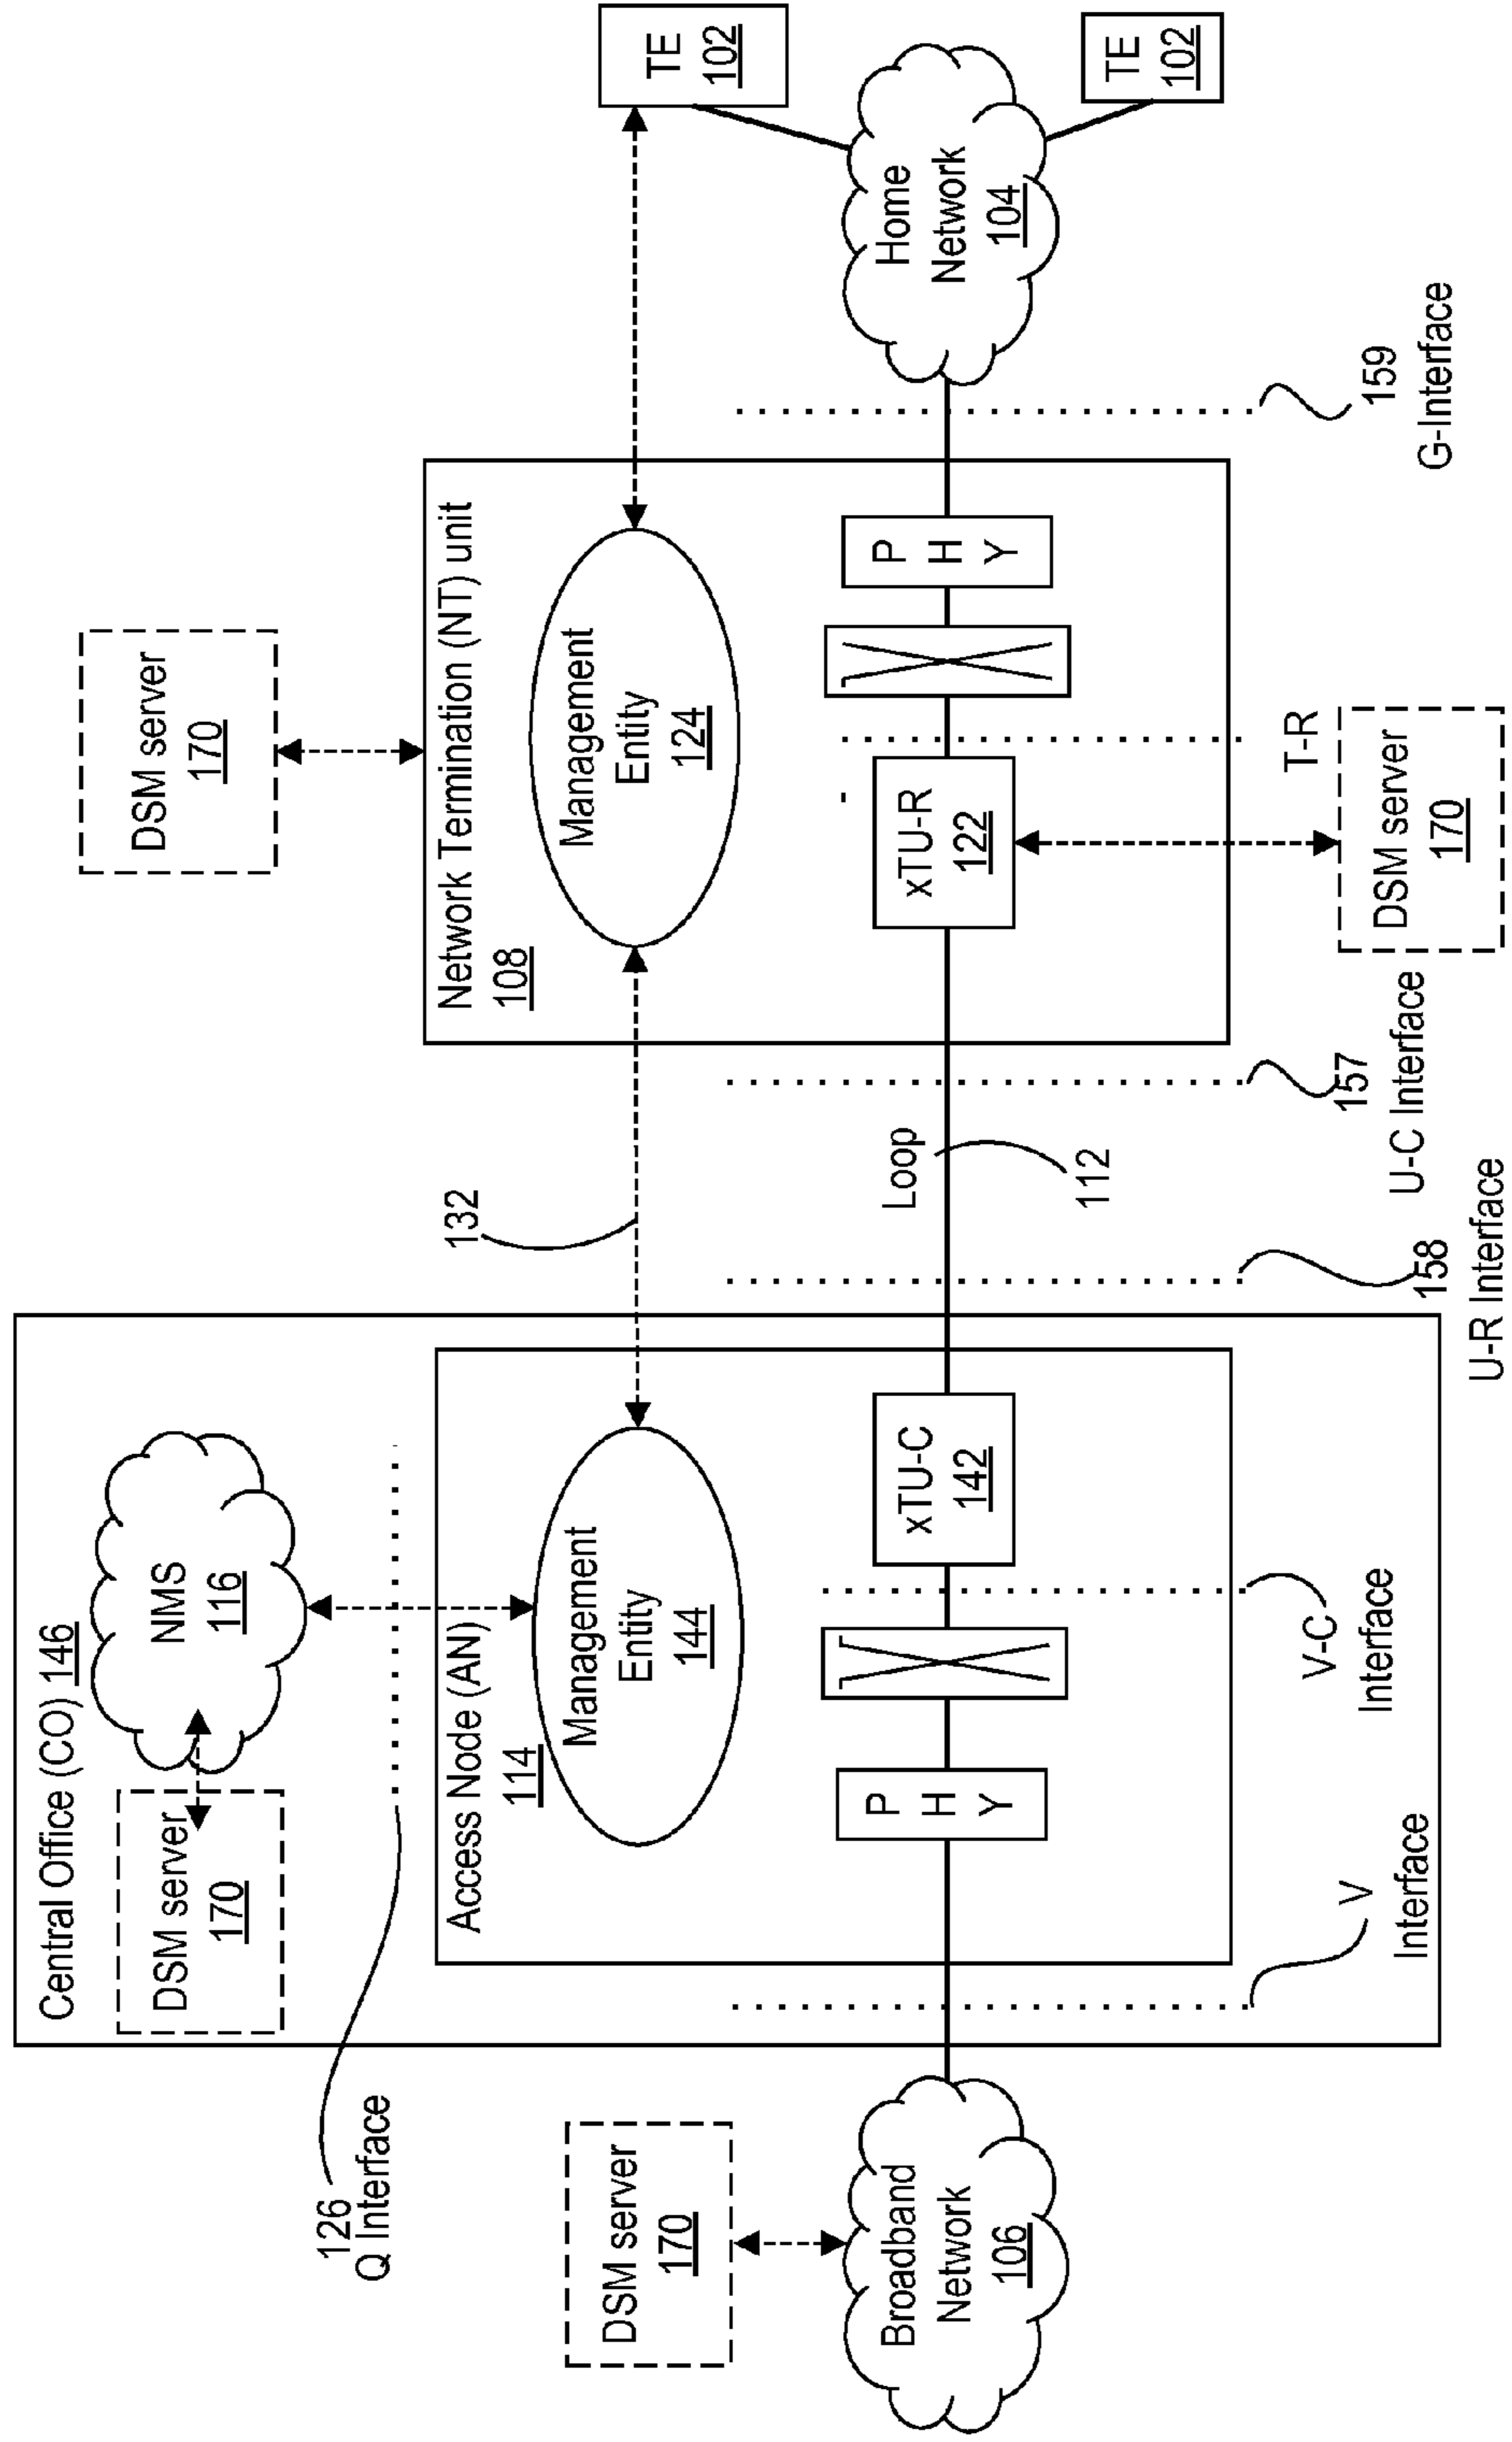 Central Office (CO) 146
DSM server
170
NMS
116
126
Q Interface
Access Node (AN)
114
Management
Entity
144
DSM server
170
Broadband
Network
106
P
H
Y
xTU-C
142
V
Interface
V-C
Interface
132
Loop
112
158
U-R Interface
157
U-C Interface
DSM server
170
Network Termination (NT) unit
108
Management
Entity
124
xTU-R
122
P
H
Y
T-R
DSM server
170
159
G-Interface
Home
Network
104
TE
102
TE
102